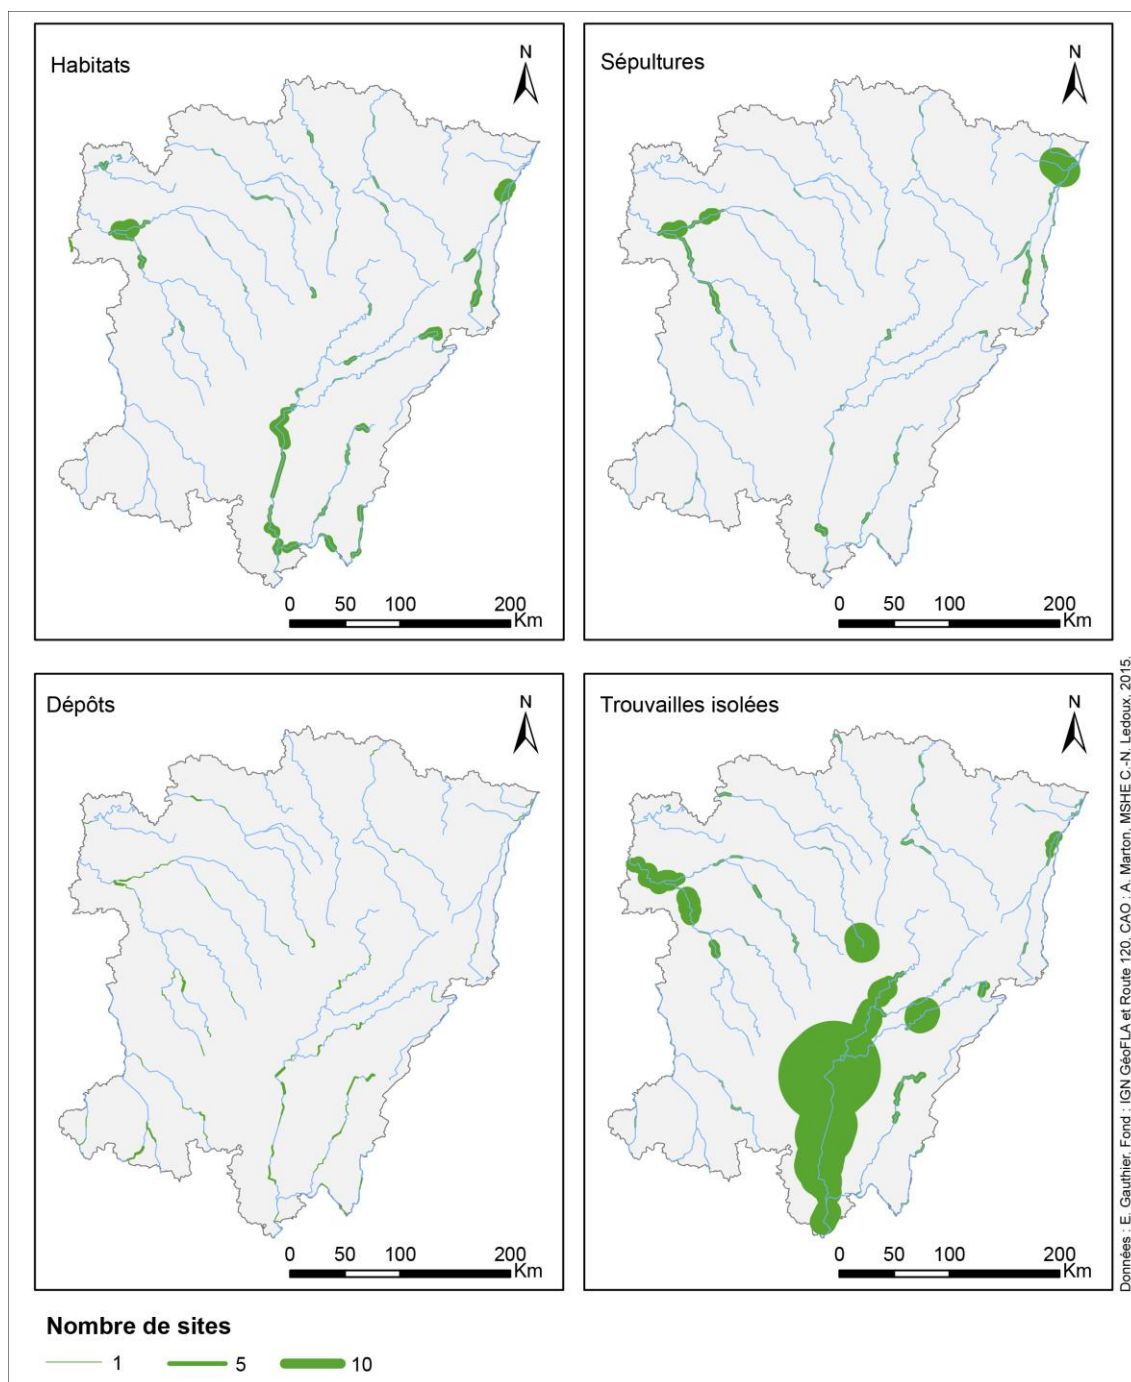 Habitats
N
0 50 100 200
Km
Sépultures
N
0 50 100 200
Km
Dépôts
N
0 50 100 200
Km
Trouvailles isolées
N
0 50 100 200
Km
Données : E. Gauthier, Fond : IGN GéoFLA et Route 120. CAO : A. Marton, MSHE C.-N. Ledoux, 2015.
Nombre de sites
1 5 10